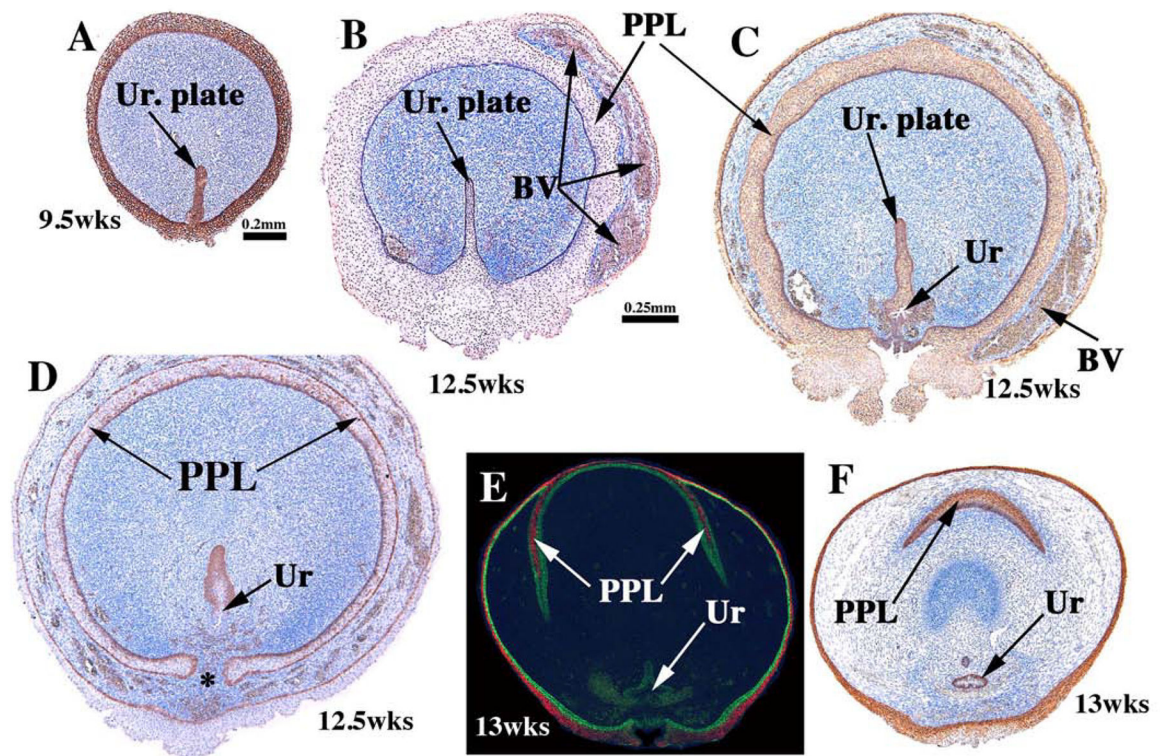 A
Ur. plate
9.5wks
0.2mm
B
Ur. plate
BV
PPL
12.5wks
0.25mm
C
Ur. plate
Ur
BV
12.5wks
D
PPL
Ur
*
12.5wks
E
PPL
Ur
13wks
F
PPL
Ur
13wks